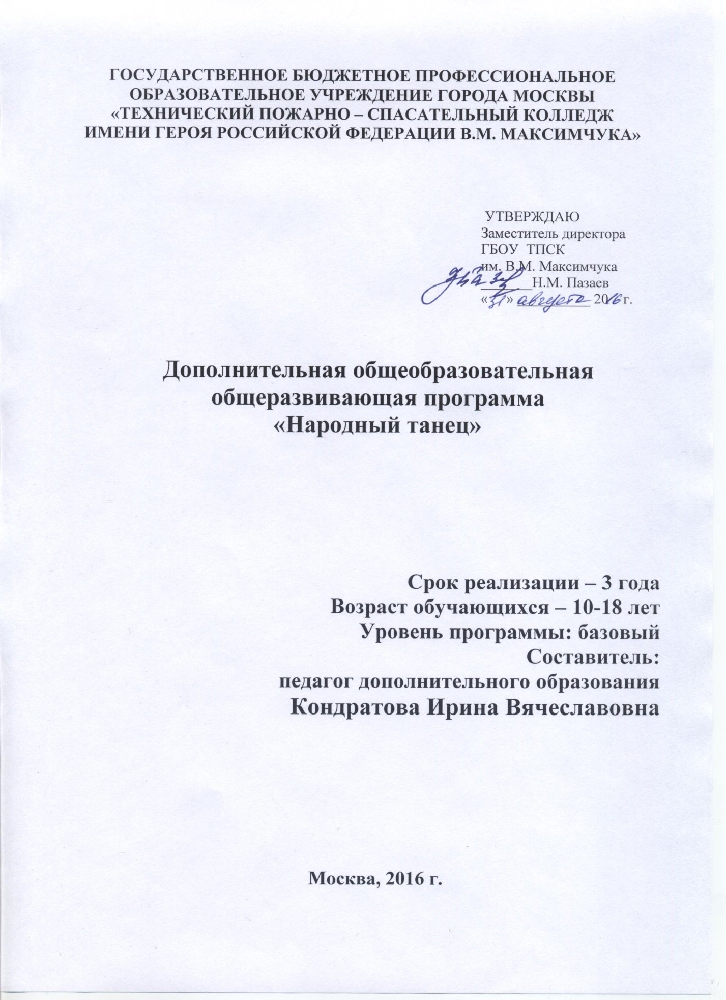 ГОСУДАРСТВЕННОЕ БЮДЖЕТНОЕ ПРОФЕССИОНАЛЬНОЕ
ОБРАЗОВАТЕЛЬНОЕ УЧРЕЖДЕНИЕ ГОРОДА МОСКВЫ
«ТЕХНИЧЕСКИЙ ПОЖАРНО – СПАСАТЕЛЬНЫЙ КОЛЛЕДЖ
ИМЕНИ ГЕРОЯ РОССИЙСКОЙ ФЕДЕРАЦИИ В.М. МАКСИМЧУКА»
УТВЕРЖДАЮ
Заместитель директора
ГБОУ ТПСК
им. В.М. Максимчука
Н.М. Пазаев
«31» августа 2016 г.
Дополнительная общеобразовательная
общеразвивающая программа
«Народный танец»
Срок реализации – 3 года
Возраст обучающихся – 10-18 лет
Уровень программы: базовый
Составитель:
педагог дополнительного образования
Кондратова Ирина Вячеславовна
Москва, 2016 г.